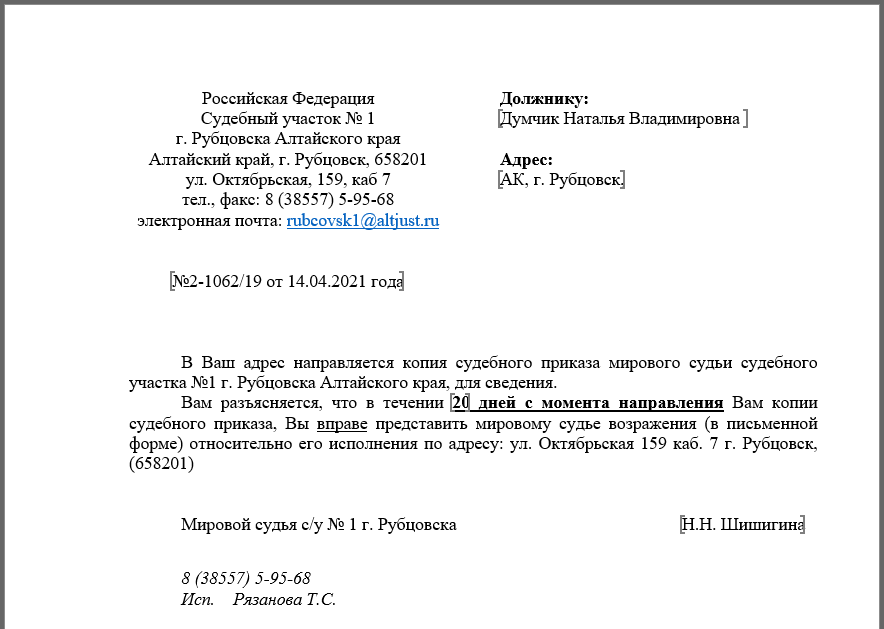 Российская Федерация
Судебный участок № 1
г. Рубцовска Алтайского края
Алтайский край, г. Рубцовск, 658201
ул. Октябрьская, 159, каб 7
тел., факс: 8 (38557) 5-95-68
электронная почта: rubcovsk1@altjust.ru
Должнику:
Думчик Наталья Владимировна
Адрес:
АК, г. Рубцовск.
№2-1062/19 от 14.04.2021 года
В Ваш адрес направляется копия судебного приказа мирового судьи судебного
участка №1 г. Рубцовска Алтайского края, для сведения.
Вам разъясняется, что в течении 20 дней с момента направления Вам копии
судебного приказа, Вы вправе представить мировому судье возражения (в письменной
форме) относительно его исполнения по адресу: ул. Октябрьская 159 каб. 7 г. Рубцовск,
(658201)
Мировой судья с/у № 1 г. Рубцовска
Н.Н. Шишигина
8 (38557) 5-95-68
Исп. Рязанова Т.С.